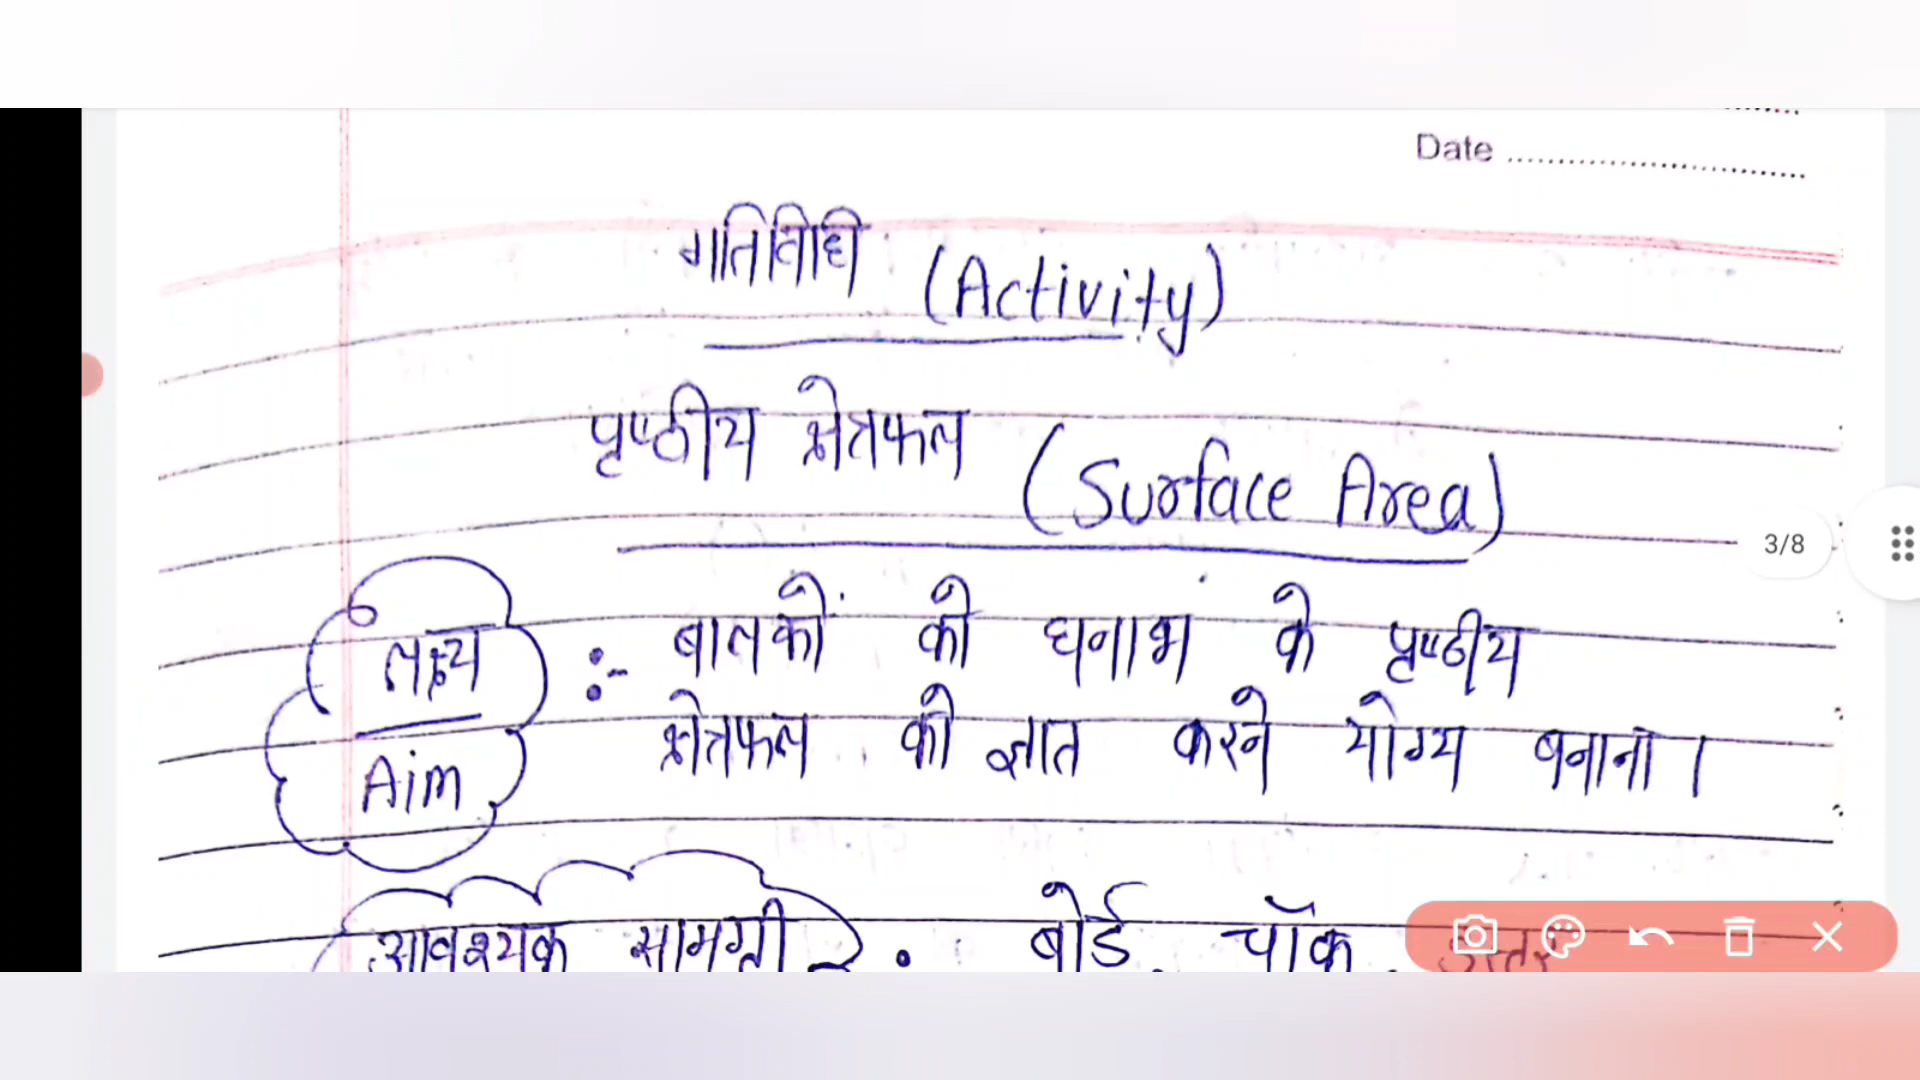 Date
गतिविधि (Activity)
पृष्ठीय क्षेत्रफल (Surface Area)
3/8
लक्ष्य :- बालकों को घनाभ के पृष्ठीय
Aim
क्षेत्रफल को ज्ञात करने योग्य बनाना ।
आवश्यक सामग्री : बोर्ड, चॉक,